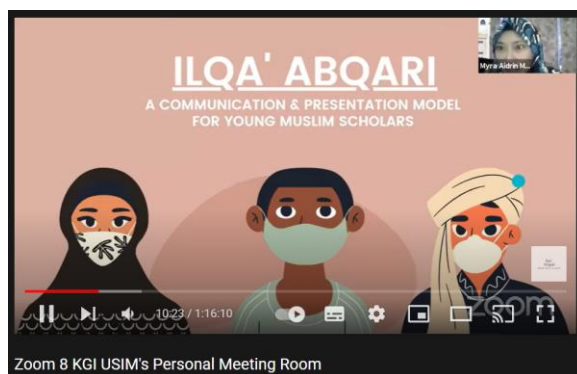 ILQA' ABQARI
A COMMUNICATION & PRESENTATION MODEL
FOR YOUNG MUSLIM SCHOLARS
Myra Aidrin M...
10:23 / 1:16:10
zoom
Zoom 8 KGI USIM's Personal Meeting Room